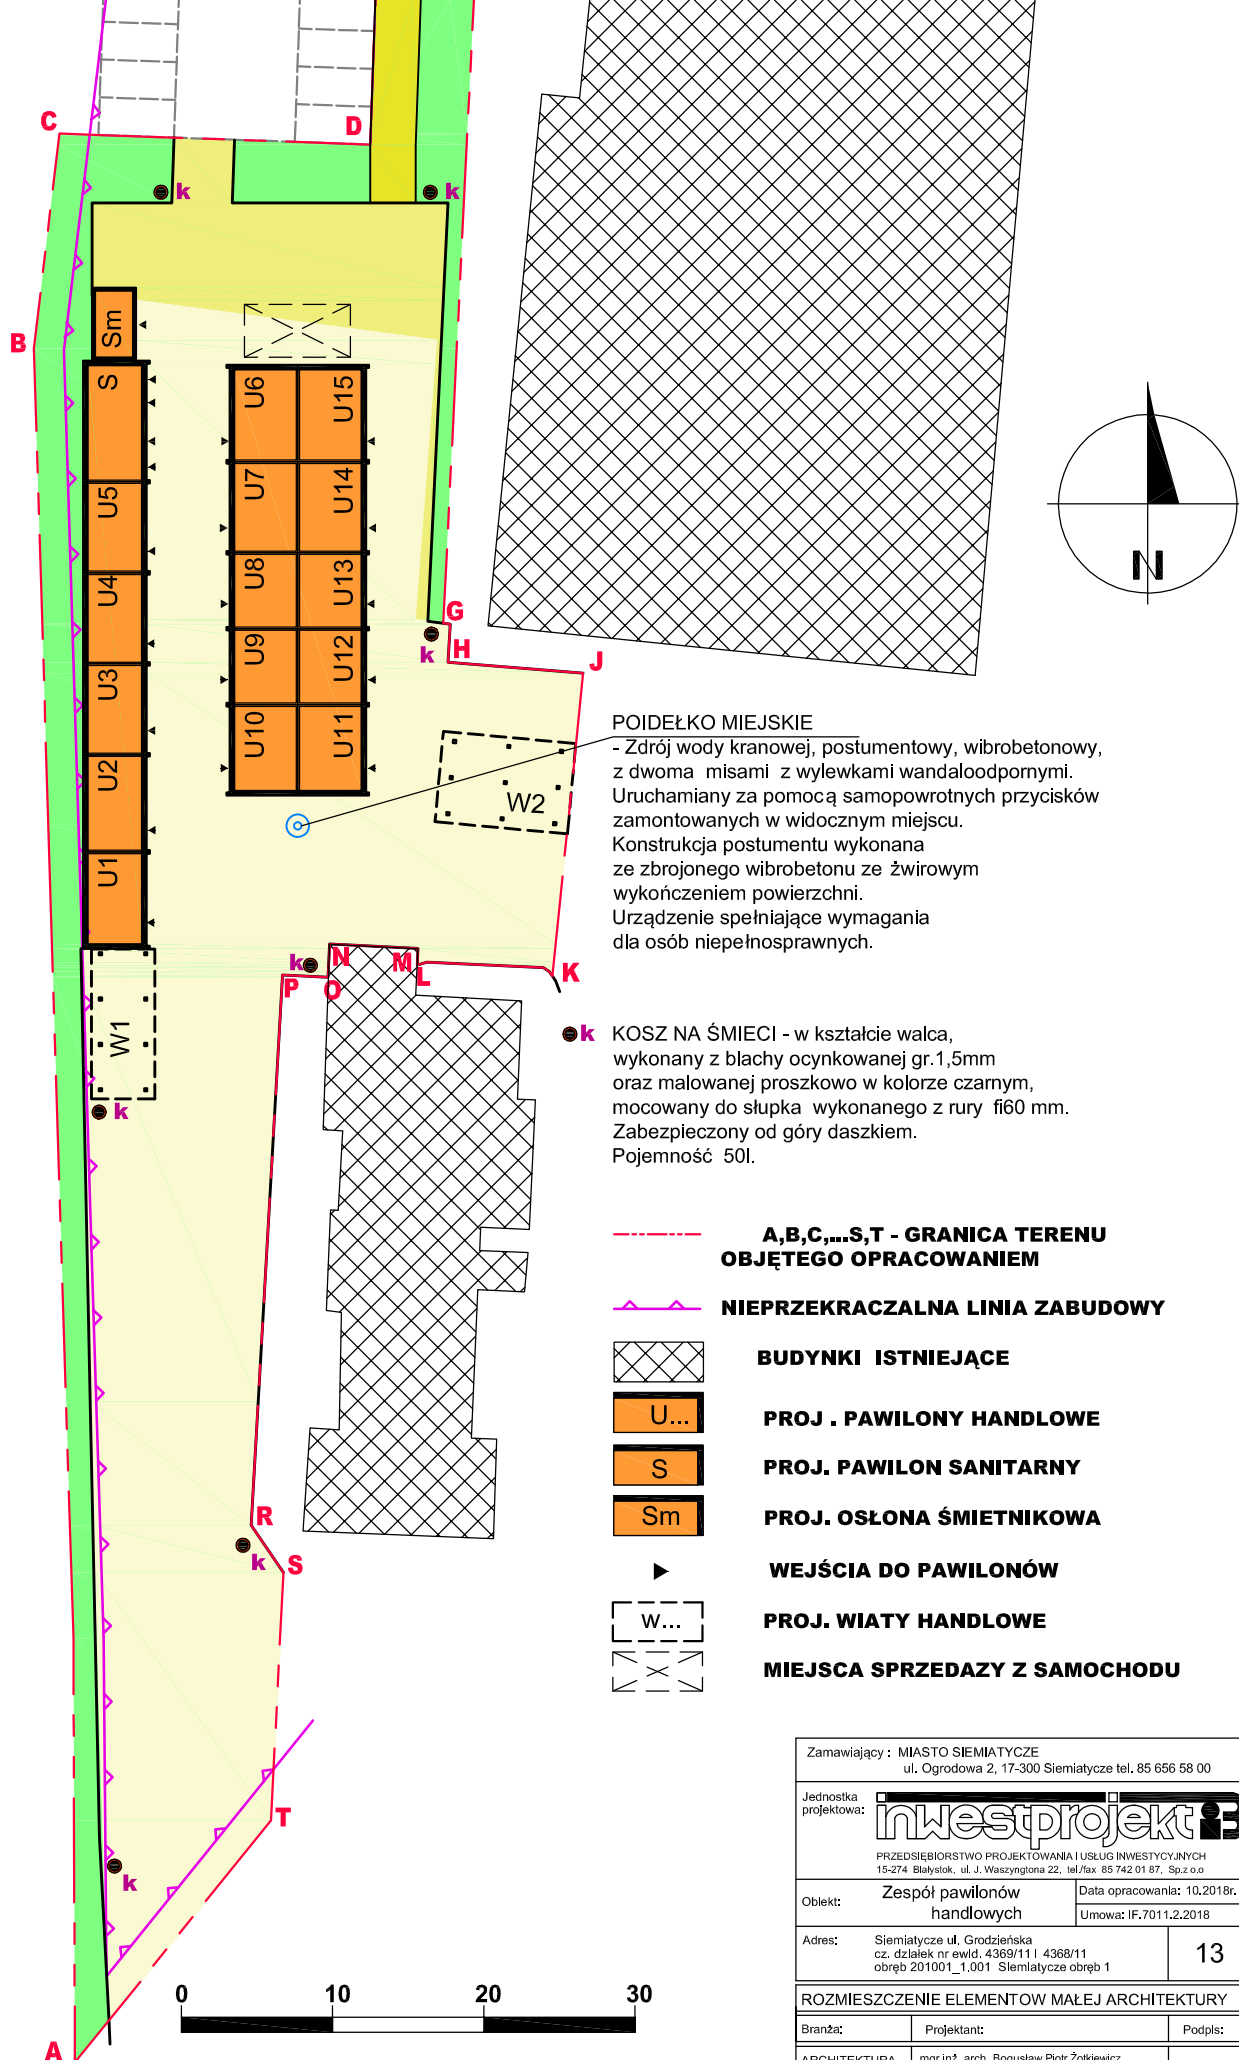 C
D
k
k
B
Sm
S
U6
U15
U5
U7
U14
U4
U8
U13
U3
U9
U12
U2
U10
U11
U1
G
H
k
J
N
W2
POIDEŁKO MIEJSKIE
- Zdrój wody kranowej, postumentowy, wibrobetonowy,
z dwoma misami z wylewkami wandaloodpornymi.
Uruchamiany za pomocą samopowrotnych przycisków
zamontowanych w widocznym miejscu.
Konstrukcja postumentu wykonana
ze zbrojonego wibrobetonu ze żwirowym
wykończeniem powierzchni.
Urządzenie spełniające wymagania
dla osób niepełnosprawnych.
k
N
M
L
K
P
O
W1
k
k KOSZ NA ŚMIECI - w kształcie walca,
wykonany z blachy ocynkowanej gr.1,5mm
oraz malowanej proszkowo w kolorze czarnym,
mocowany do słupka wykonanego z rury fi60 mm.
Zabezpieczony od góry daszkiem.
Pojemność 50l.
A,B,C,...S,T - GRANICA TERENU
OBJĘTEGO OPRACOWANIEM
NIEPRZEKRACZALNA LINIA ZABUDOWY
BUDYNKI ISTNIEJĄCE
U... PROJ . PAWILONY HANDLOWE
S PROJ. PAWILON SANITARNY
Sm PROJ. OSŁONA ŚMIETNIKOWA
WEJŚCIA DO PAWILONÓW
w... PROJ. WIATY HANDLOWE
MIEJSCA SPRZEDAZY Z SAMOCHODU
R
k
S
T
k
A
0 10 20 30
Zamawiający : MIASTO SIEMIATYCZE
ul. Ogrodowa 2, 17-300 Siemiatycze tel. 85 656 58 00
Jednostka
projektowa:
inwestprojekt
PRZEDSIĘBIORSTWO PROJEKTOWANIA I USŁUG INWESTYCYJNYCH
15-274 Białystok, ul. J. Waszyngtona 22, tel./fax 85 742 01 87, Sp.z o.o
Obiekt: Zespół pawilonów
handlowych
Data opracowania: 10.2018r.
Umowa: IF.7011.2.2018
Adres: Siemiatycze ul. Grodzieńska
cz. działek nr ewid. 4369/11 i 4368/11
obręb 201001_1.001 Siemiatycze obręb 1
13
ROZMIESZCZENIE ELEMENTOW MAŁEJ ARCHITEKTURY
Branża: Projektant: Podpis:
ARCHITEKTURA mgr inż. arch. Bogusław Piotr Żotkiewicz